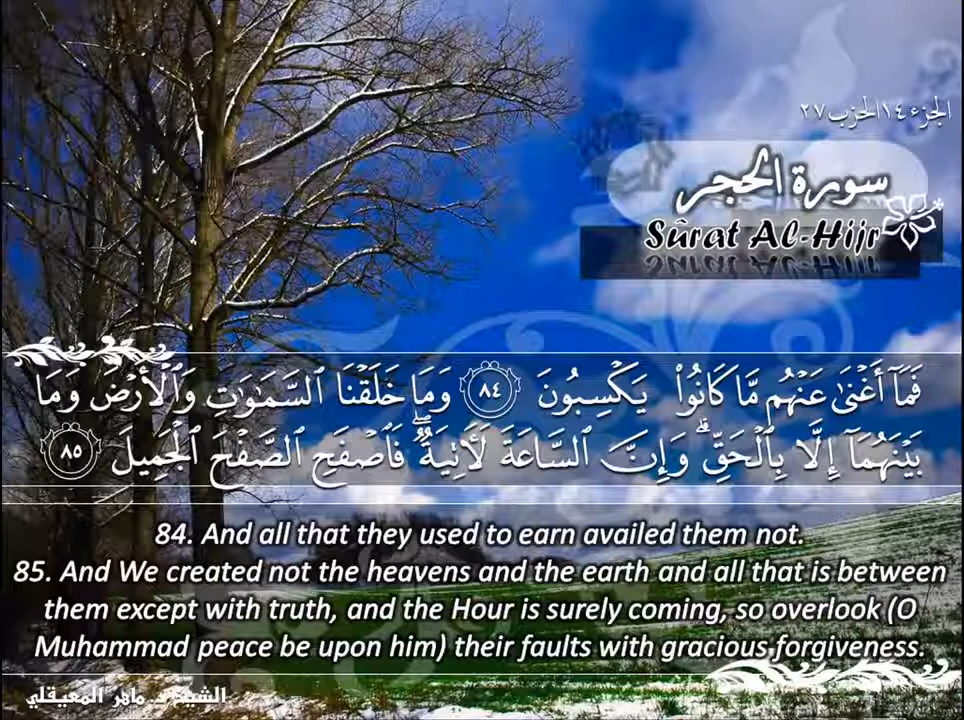 الجزء ١٤ الحزب ٢٧
سورة الحجر
Sûrat Al-Hijr
فَمَآ أَغْنَىٰ عَنْهُم مَّا كَانُوا۟ يَكْسِبُونَ ٨٤ وَمَا خَلَقْنَا ٱلسَّمَـٰوَٰتِ وَٱلْأَرْضَ وَمَا
بَيْنَهُمَآ إِلَّا بِٱلْحَقِّ ۗ وَإِنَّ ٱلسَّاعَةَ لَـَٔاتِيَةٌ ۖ فَٱصْفَحِ ٱلصَّفْحَ ٱلْجَمِيلَ ٨٥
84. And all that they used to earn availed them not.
85. And We created not the heavens and the earth and all that is between
them except with truth, and the Hour is surely coming, so overlook (O
Muhammad peace be upon him) their faults with gracious forgiveness.
الشيخ د. ماهر المعيقلي